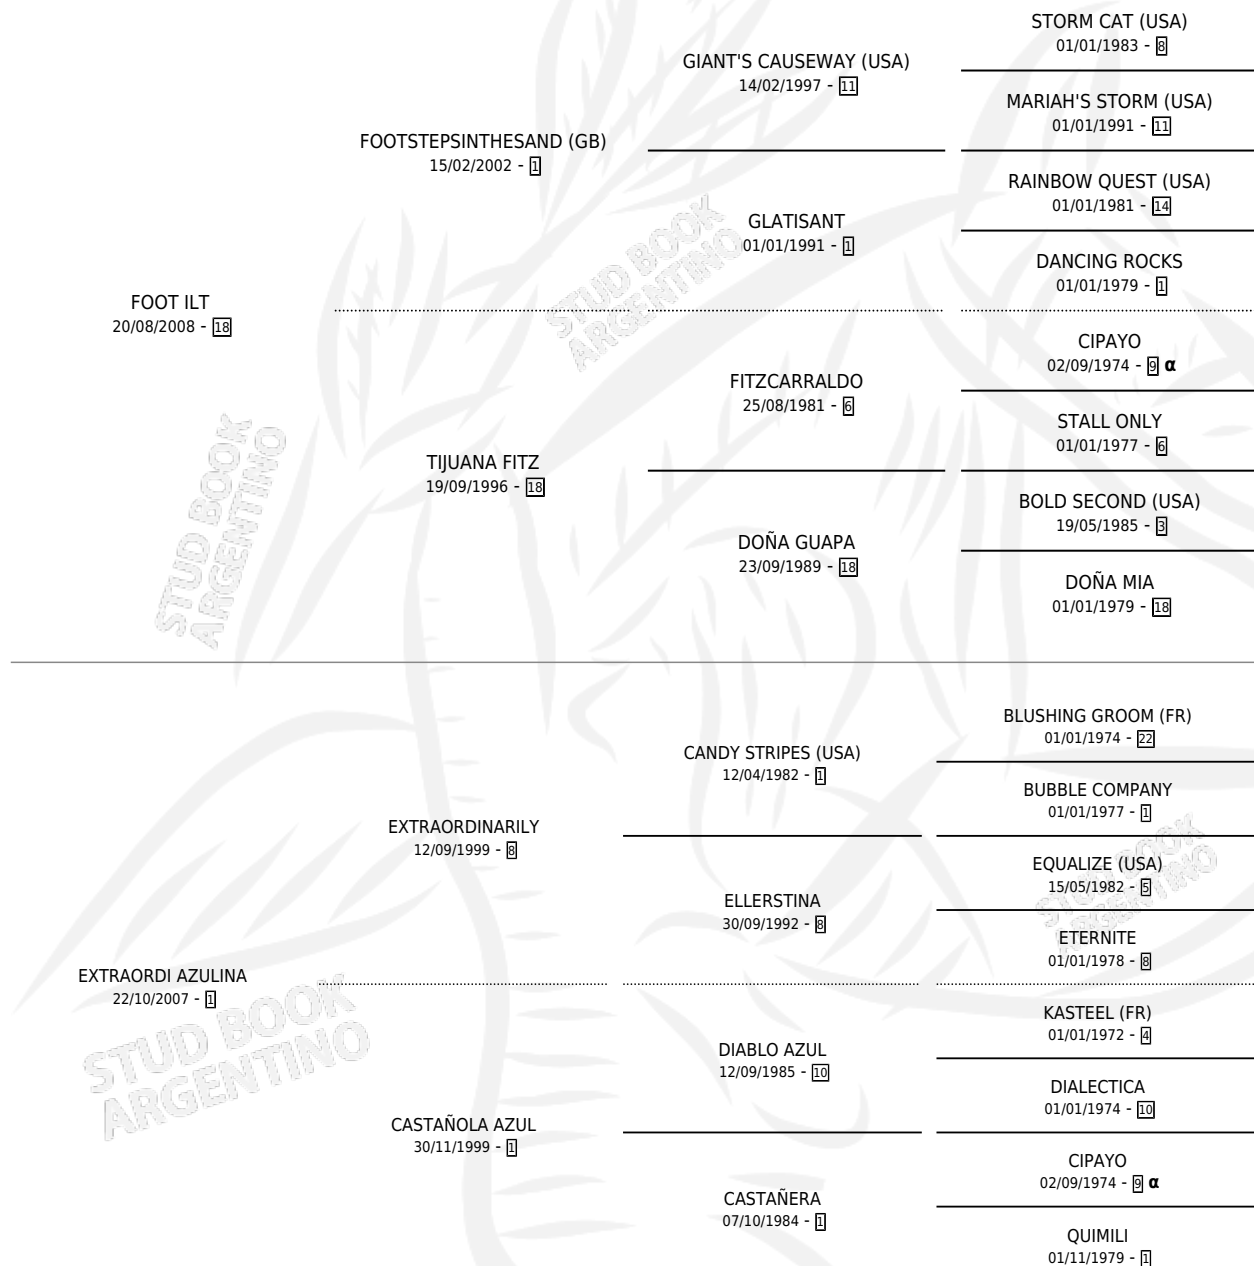 STORM CAT (USA)
01/01/1983 - 8
GIANT'S CAUSEWAY (USA)
14/02/1997 - 11
MARIAH'S STORM (USA)
01/01/1991 - 11
FOOTSTEPSINTHESAND (GB)
15/02/2002 - 1
RAINBOW QUEST (USA)
01/01/1981 - 14
GLATISANT
01/01/1991 - 1
DANCING ROCKS
01/01/1979 - 1
FOOT ILT
20/08/2008 - 18
CIPAYO
02/09/1974 - 9 α
FITZCARRALDO
25/08/1981 - 6
STALL ONLY
01/01/1977 - 6
TIJUANA FITZ
19/09/1996 - 18
BOLD SECOND (USA)
19/05/1985 - 3
DOÑA GUAPA
23/09/1989 - 18
DOÑA MIA
01/01/1979 - 18
BLUSHING GROOM (FR)
01/01/1974 - 22
CANDY STRIPES (USA)
12/04/1982 - 1
BUBBLE COMPANY
01/01/1977 - 1
EXTRAORDINARILY
12/09/1999 - 8
EQUALIZE (USA)
15/05/1982 - 5
ELLERSTINA
30/09/1992 - 8
ETERNITE
01/01/1978 - 8
EXTRAORDI AZULINA
22/10/2007 - 1
KASTEEL (FR)
01/01/1972 - 4
DIABLO AZUL
12/09/1985 - 10
DIALECTICA
01/01/1974 - 10
CASTAÑOLA AZUL
30/11/1999 - 1
CIPAYO
02/09/1974 - 9 α
CASTAÑERA
07/10/1984 - 1
QUIMILI
01/11/1979 - 1
STUD BOOK
ARGENTINO
STUD BOOK
ARGENTINO
STUD BOOK
ARGENTINO
STUD BOOK
ARGENTINO